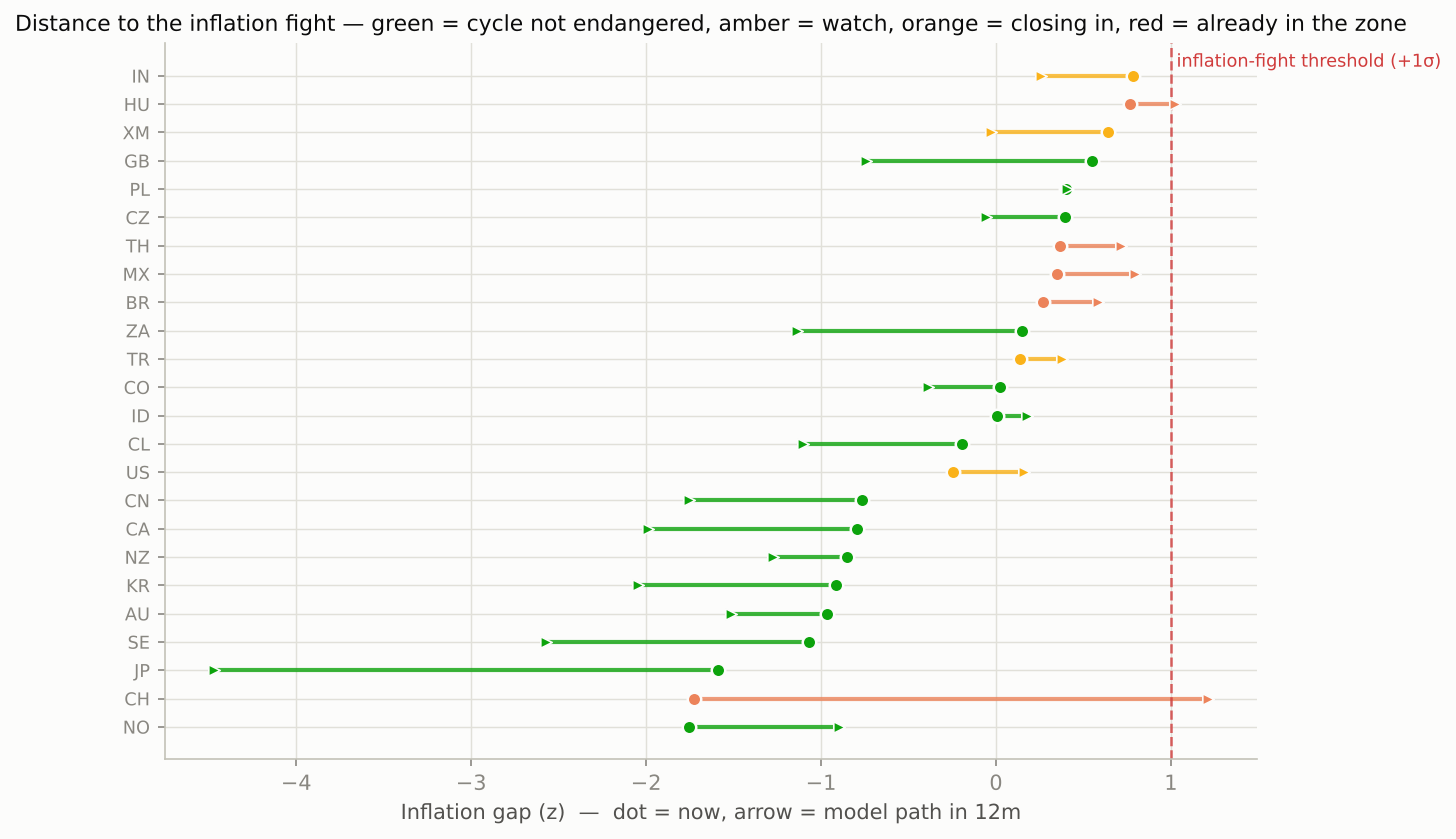 Distance to the inflation fight — green = cycle not endangered, amber = watch, orange = closing in, red = already in the zone
inflation-fight threshold (+1σ)
IN
HU
XM
GB
PL
CZ
TH
MX
BR
ZA
TR
CO
ID
CL
US
CN
CA
NZ
KR
AU
SE
JP
CH
NO
−4 −3 −2 −1 0 1
Inflation gap (z) — dot = now, arrow = model path in 12m